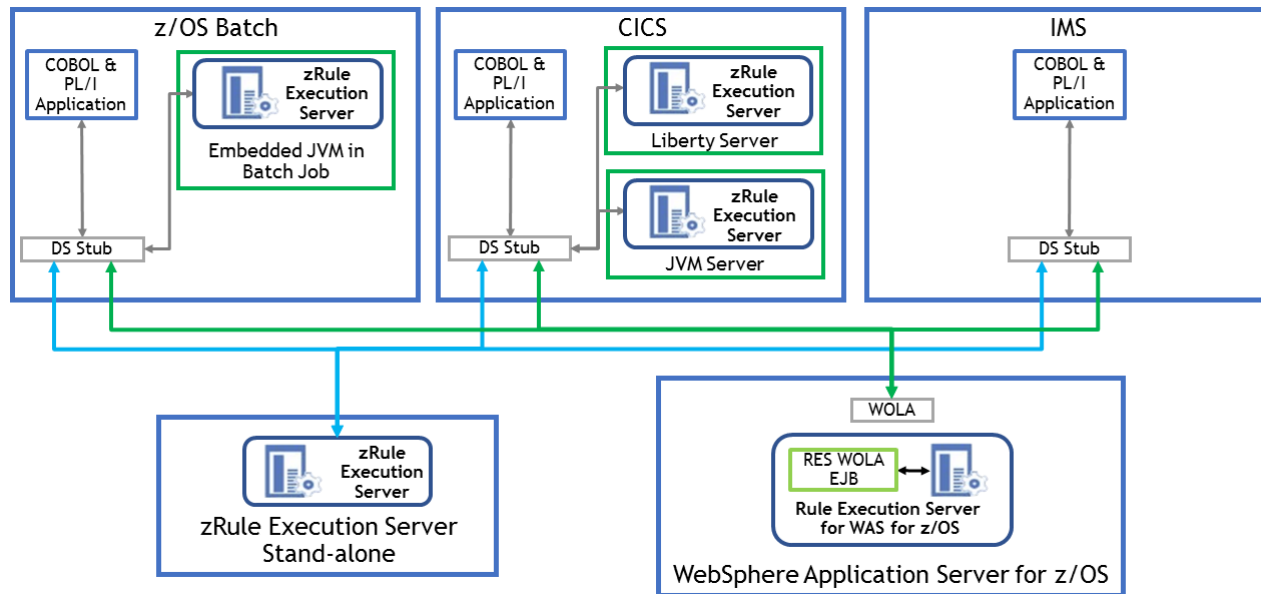 z/OS Batch
COBOL &
PL/I
Application
zRule
Execution
Server
Embedded JVM in
Batch Job
DS Stub
CICS
COBOL &
PL/I
Application
zRule
Execution
Server
Liberty Server
zRule
Execution
Server
JVM Server
DS Stub
IMS
COBOL &
PL/I
Application
DS Stub
zRule
Execution
Server
zRule Execution Server
Stand-alone
WOLA
RES WOLA
EJB
Rule Execution Server
for WAS for z/OS
WebSphere Application Server for z/OS